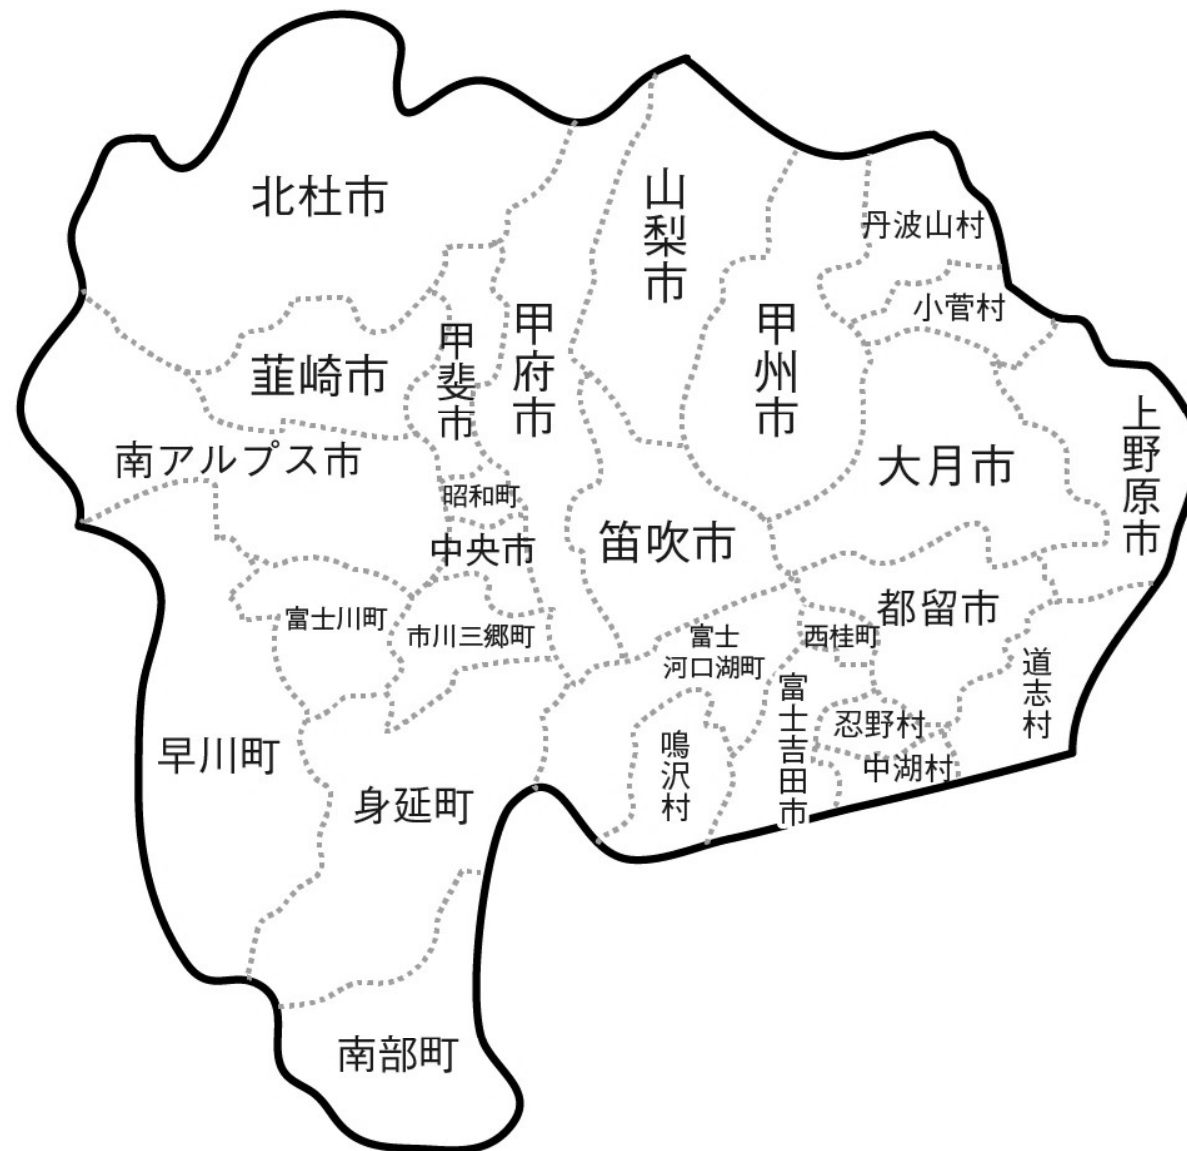 北杜市
山梨市
丹波山村
小菅村
甲斐市
甲府市
甲州市
韮崎市
上野原市
南アルプス市
大月市
昭和町
中央市
笛吹市
富士川町
市川三郷町
富士
河口湖町
西桂町
都留市
道志村
富士吉田市
忍野村
鳴沢村
中湖村
早川町
身延町
南部町